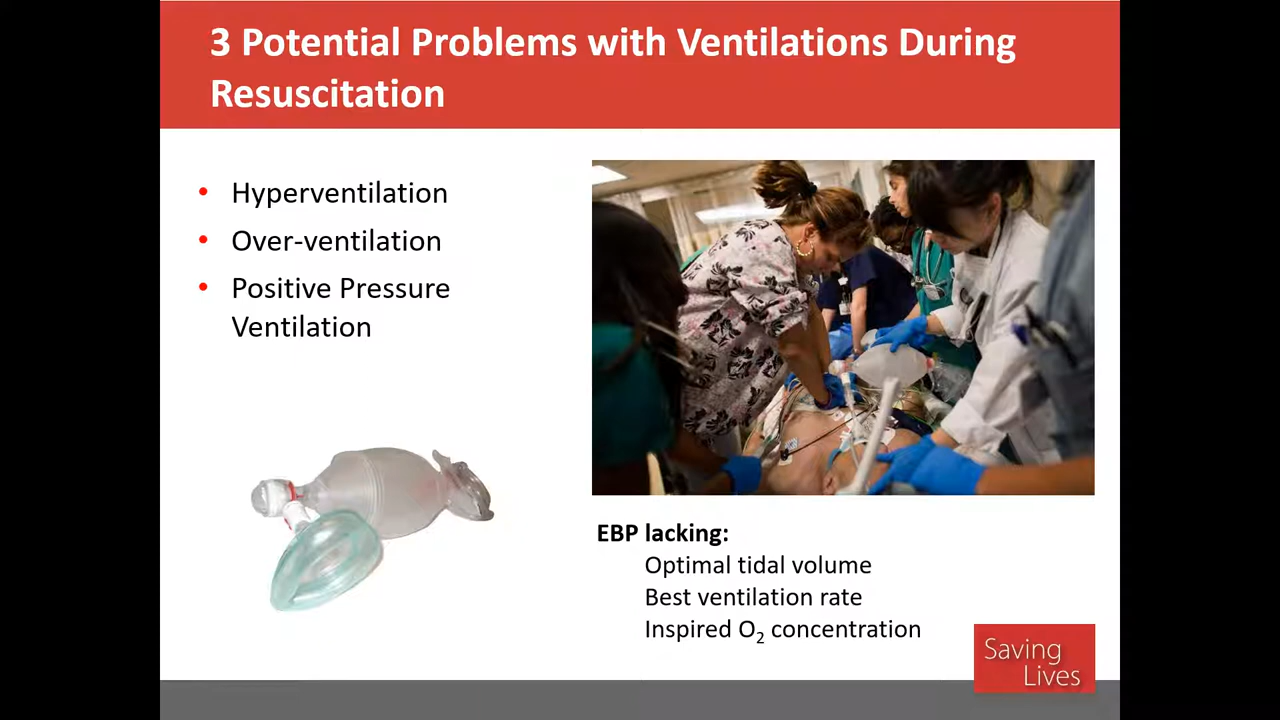 3 Potential Problems with Ventilations During
Resuscitation
• Hyperventilation
• Over-ventilation
• Positive Pressure
Ventilation
EBP lacking:
Optimal tidal volume
Best ventilation rate
Inspired O₂ concentration
Saving
Lives